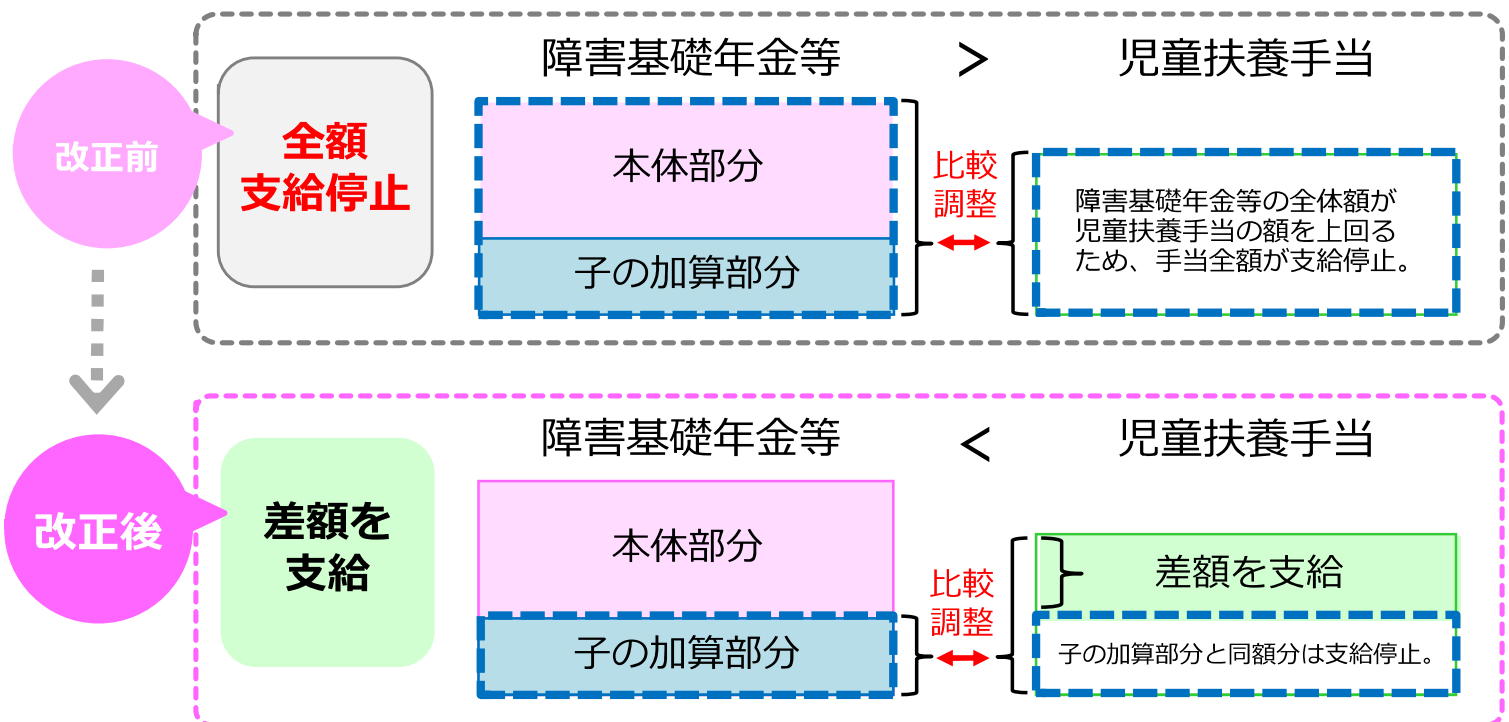 改正前
全額
支給停止
障害基礎年金等 > 児童扶養手当
本体部分
子の加算部分
比較
調整
障害基礎年金等の全体額が
児童扶養手当の額を上回る
ため、手当全額が支給停止。
改正後
差額を
支給
障害基礎年金等 < 児童扶養手当
本体部分
子の加算部分
比較
調整
差額を支給
子の加算部分と同額分は支給停止。